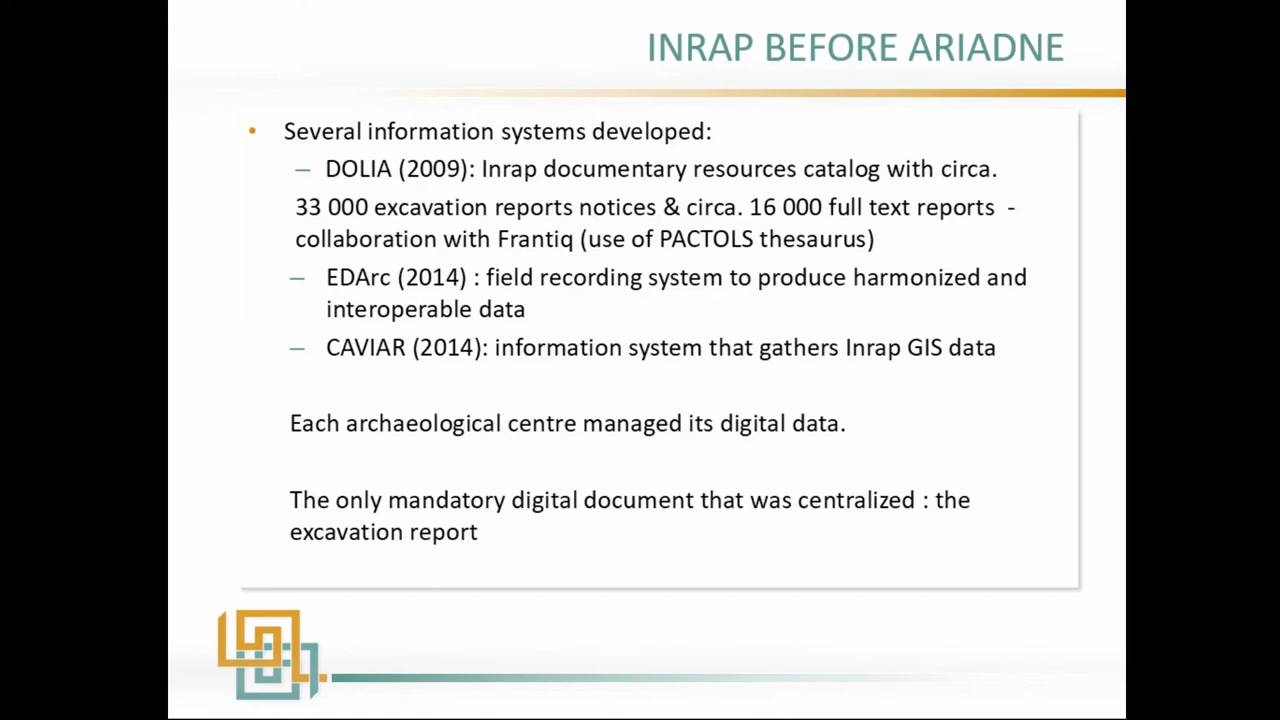 INRAP BEFORE ARIADNE
• Several information systems developed:
– DOLIA (2009): Inrap documentary resources catalog with circa.
33 000 excavation reports notices & circa. 16 000 full text reports -
collaboration with Frantiq (use of PACTOLS thesaurus)
– EDArc (2014) : field recording system to produce harmonized and
interoperable data
– CAVIAR (2014): information system that gathers Inrap GIS data
Each archaeological centre managed its digital data.
The only mandatory digital document that was centralized : the
excavation report